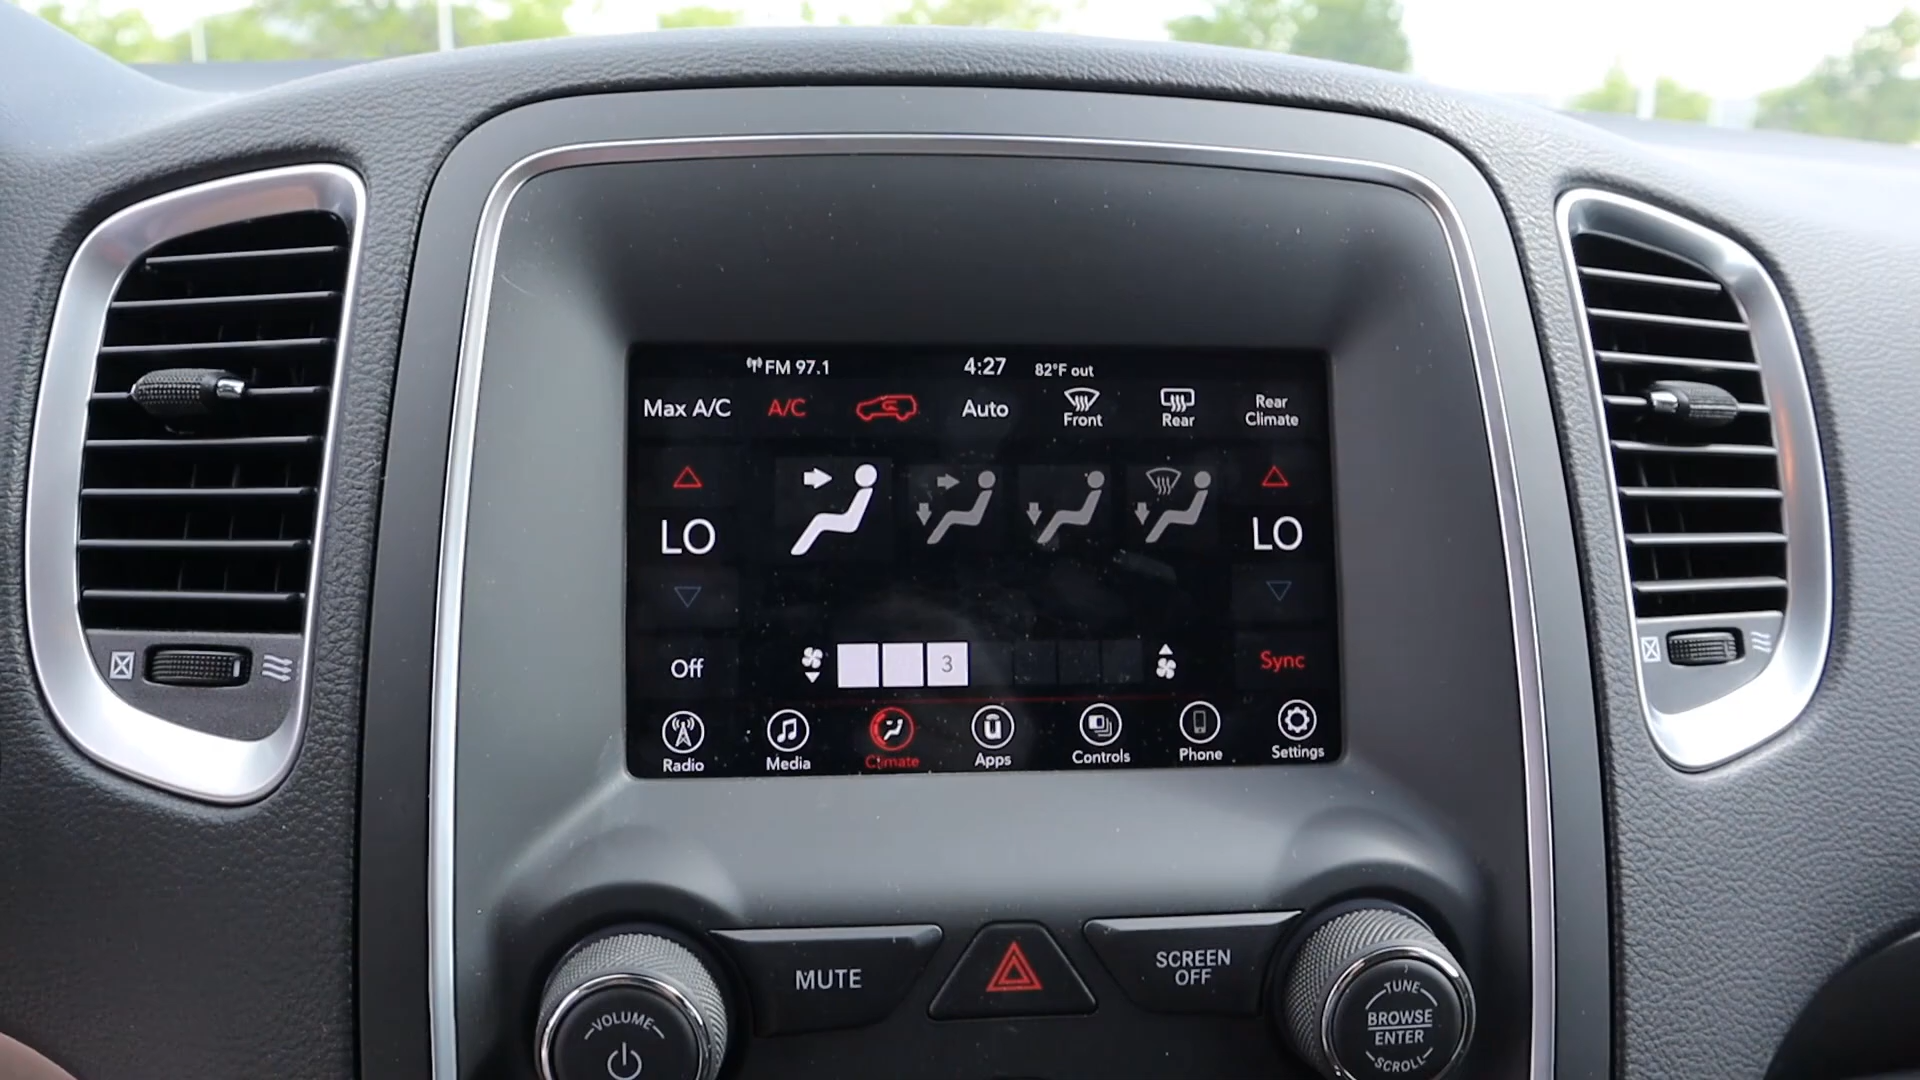 FM 97.1
4:27
82°F out
Max A/C
A/C
Auto
Front
Rear
Rear
Climate
LO
LO
Off
3
Sync
Radio
Media
Climate
Apps
Controls
Phone
Settings
MUTE
SCREEN
OFF
VOLUME
TUNE
BROWSE
ENTER
SCROLL